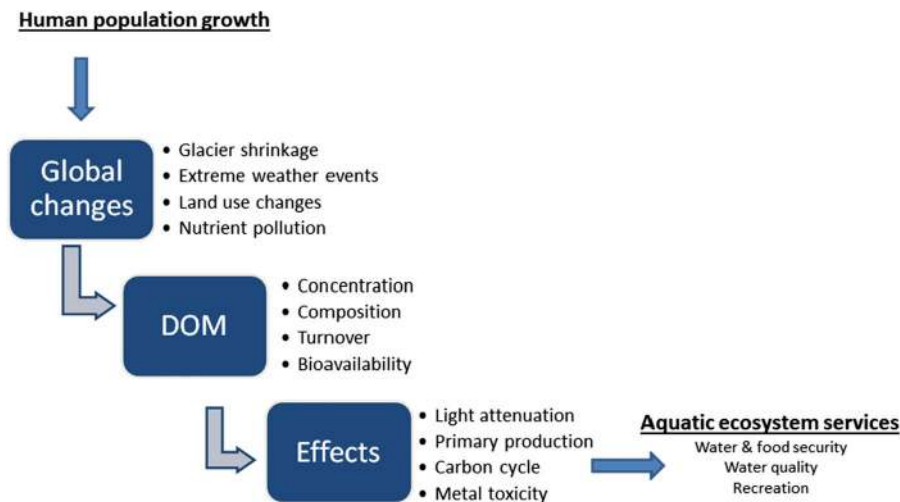 Human population growth
Global
changes
• Glacier shrinkage
• Extreme weather events
• Land use changes
• Nutrient pollution
DOM
• Concentration
• Composition
• Turnover
• Bioavailability
Effects
• Light attenuation
• Primary production
• Carbon cycle
• Metal toxicity
Aquatic ecosystem services
Water & food security
Water quality
Recreation